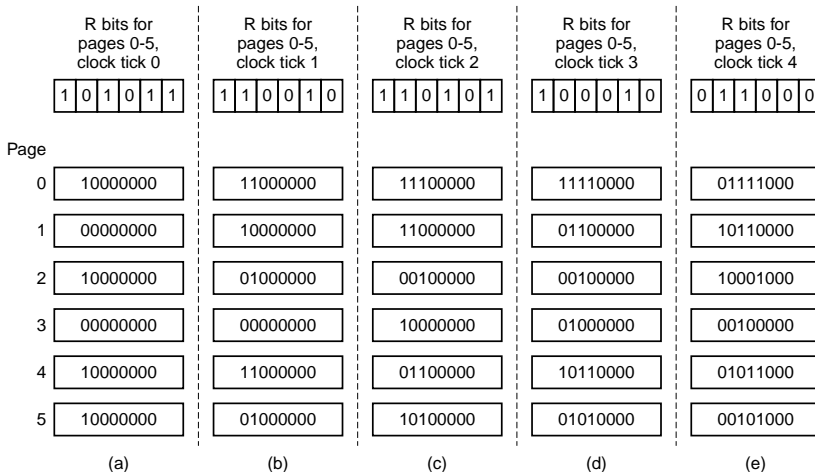 R bits for R bits for R bits for R bits for R bits for
pages 0-5, pages 0-5, pages 0-5, pages 0-5, pages 0-5,
clock tick 0 clock tick 1 clock tick 2 clock tick 3 clock tick 4
1 0 1 0 1 1 1 1 0 0 1 0 1 1 0 1 0 1 1 0 0 0 1 0 0 1 1 0 0 0
Page
0 10000000 11000000 11100000 11110000 01111000
1 00000000 10000000 11000000 01100000 10110000
2 10000000 01000000 00100000 00100000 10001000
3 00000000 00000000 10000000 01000000 00100000
4 10000000 11000000 01100000 10110000 01011000
5 10000000 01000000 10100000 01010000 00101000
(a) (b) (c) (d) (e)